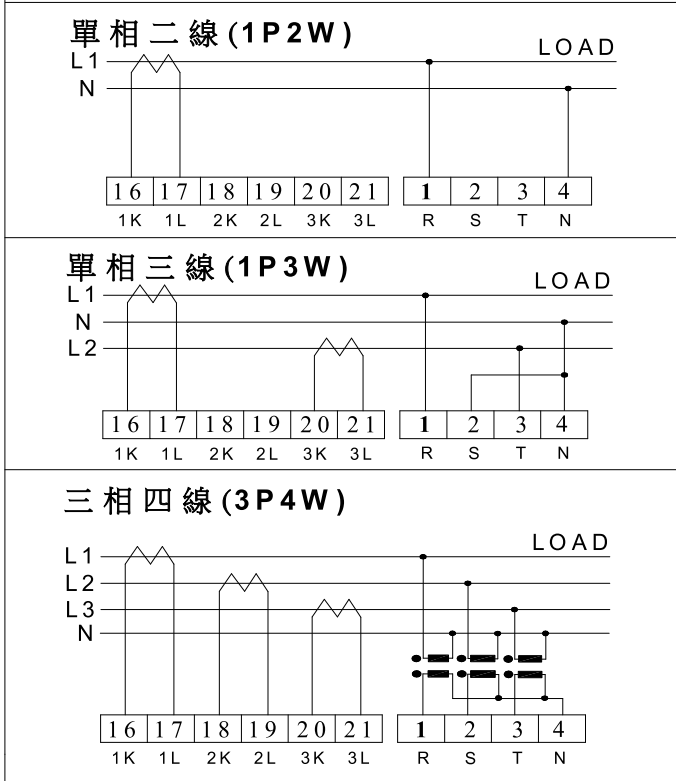 單相二線(1P2W)
LOAD
L1
N
16 17 18 19 20 21 1 2 3 4
1K 1L 2K 2L 3K 3L R S T N
單相三線(1P3W)
LOAD
L1
N
L2
16 17 18 19 20 21 1 2 3 4
1K 1L 2K 2L 3K 3L R S T N
三相四線(3P4W)
LOAD
L1
L2
L3
N
16 17 18 19 20 21 1 2 3 4
1K 1L 2K 2L 3K 3L R S T N